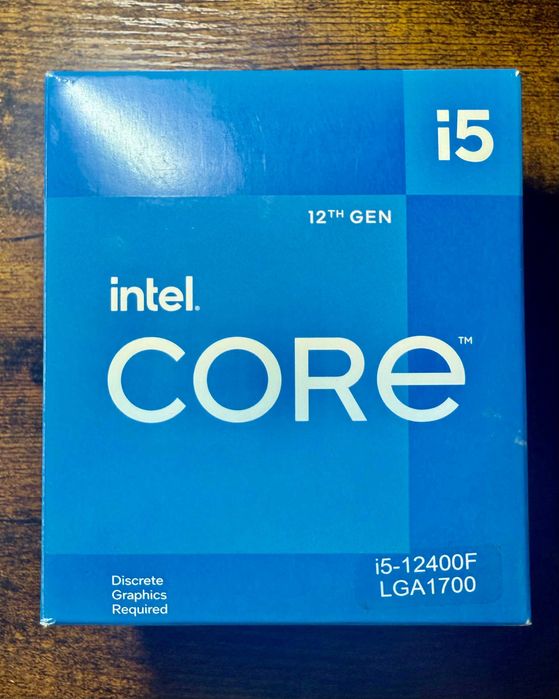 i5
12TH GEN
intel.
CORE™
Discrete
Graphics
Required
i5-12400F
LGA1700